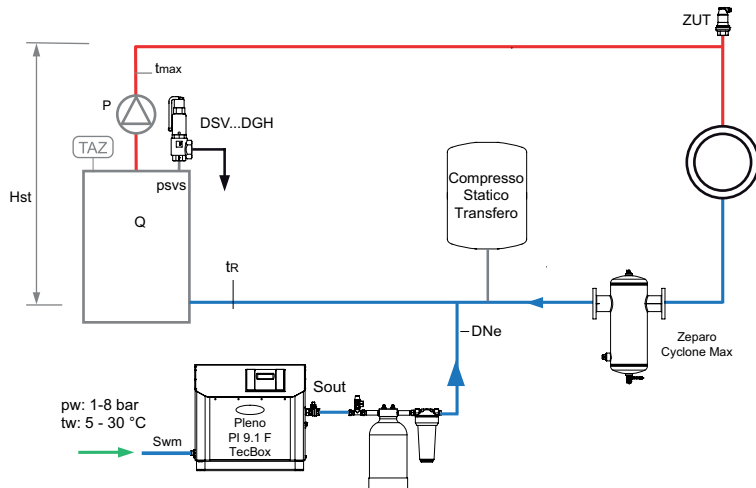 ZUT
tmax
P
DSV...DGH
TAZ
psvs
Compresso
Statico
Transfero
Hst
Q
tR
DNe
Zeparo
Cyclone Max
Sout
pw: 1-8 bar
tw: 5 - 30 °C
Pleno
PI 9.1 F
TecBox
Swm